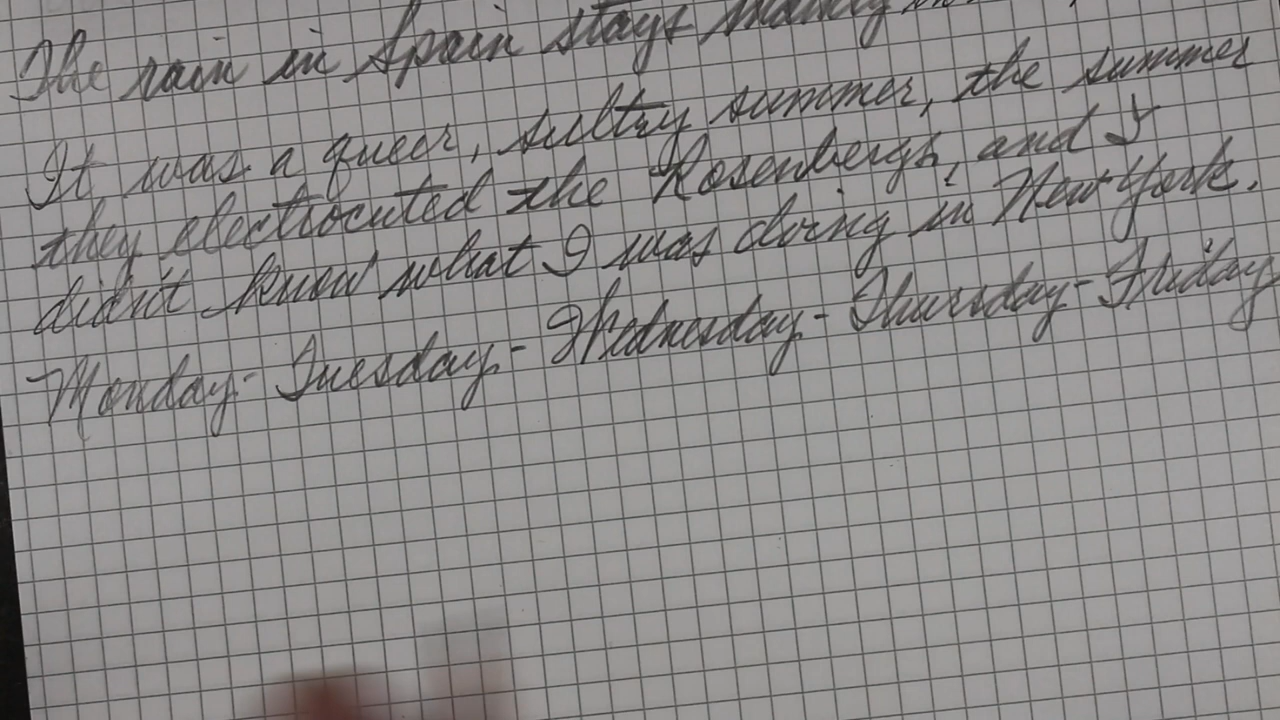 The rain in Spain stays mainly
It was a queer, sultry summer, the summer
they electrocuted the Rosenbergs, and I
didn't know what I was doing in New York.
Monday - Tuesday - Wednesday - Thursday - Friday